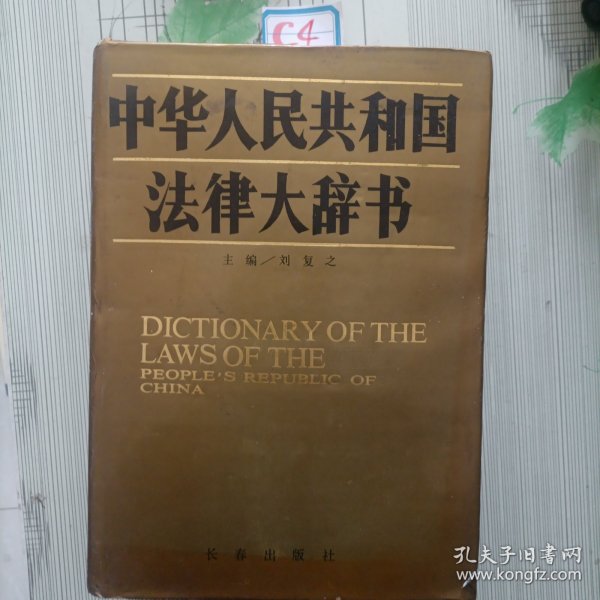 C4
中华人民共和国
法律大辞书
主编／刘复之
DICTIONARY OF THE
LAWS OF THE
PEOPLE'S REPUBLIC OF
CHINA
长春出版社
孔夫子旧书网
www.kongfz.com